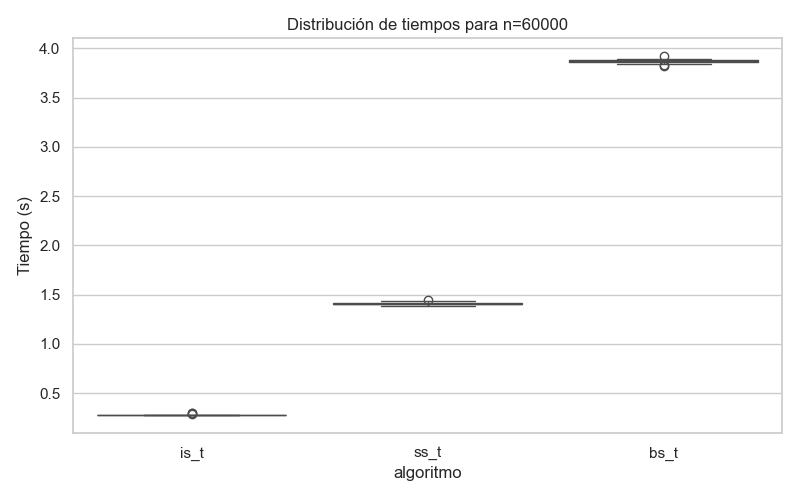 Distribución de tiempos para n=60000
Tiempo (s)
4.0
3.5
3.0
2.5
2.0
1.5
1.0
0.5
is_t
ss_t
bs_t
algoritmo